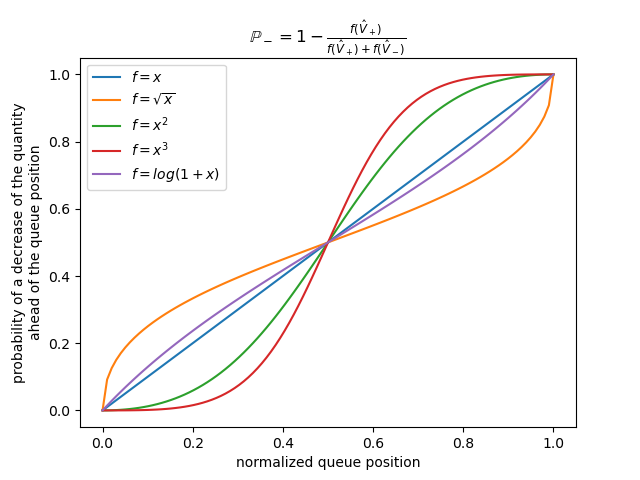 ℙ₋ = 1 − f(V̂₊) / (f(V̂₊) + f(V̂₋))
f = x
f = √x
f = x²
f = x³
f = log(1 + x)
probability of a decrease of the quantity
ahead of the queue position
1.0
0.8
0.6
0.4
0.2
0.0
0.0 0.2 0.4 0.6 0.8 1.0
normalized queue position